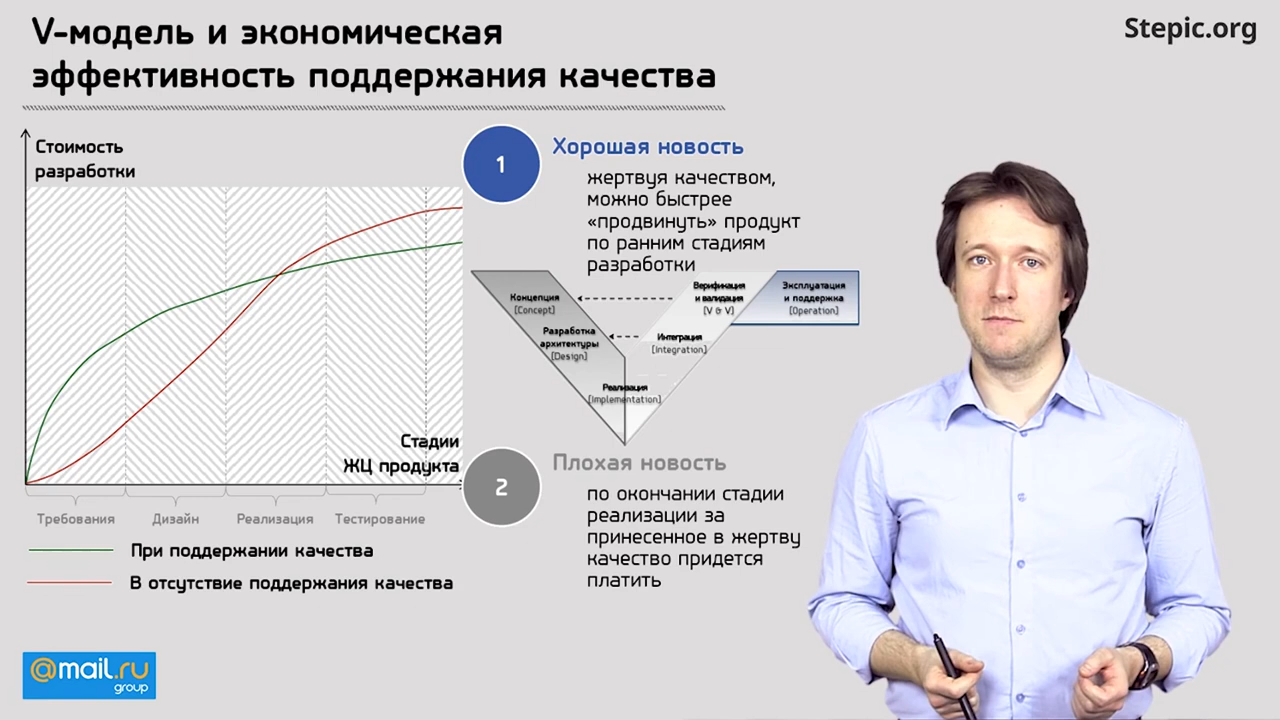 V-модель и экономическая
эффективность поддержания качества
Stepic.org
Стоимость
разработки
Стадии
ЖЦ продукта
Требования
Дизайн
Реализация
Тестирование
При поддержании качества
В отсутствие поддержания качества
1
Хорошая новость
жертвуя качеством,
можно быстрее
«продвинуть» продукт
по ранним стадиям
разработки
Концепция
[Concept]
Разработка
архитектуры
[Design]
Реализация
[Implementation]
Интеграция
[Integration]
Верификация
и валидация
[V & V]
Эксплуатация
и поддержка
[Operation]
2
Плохая новость
по окончании стадии
реализации за
принесенное в жертву
качество придется
платить
@mail.ru
group